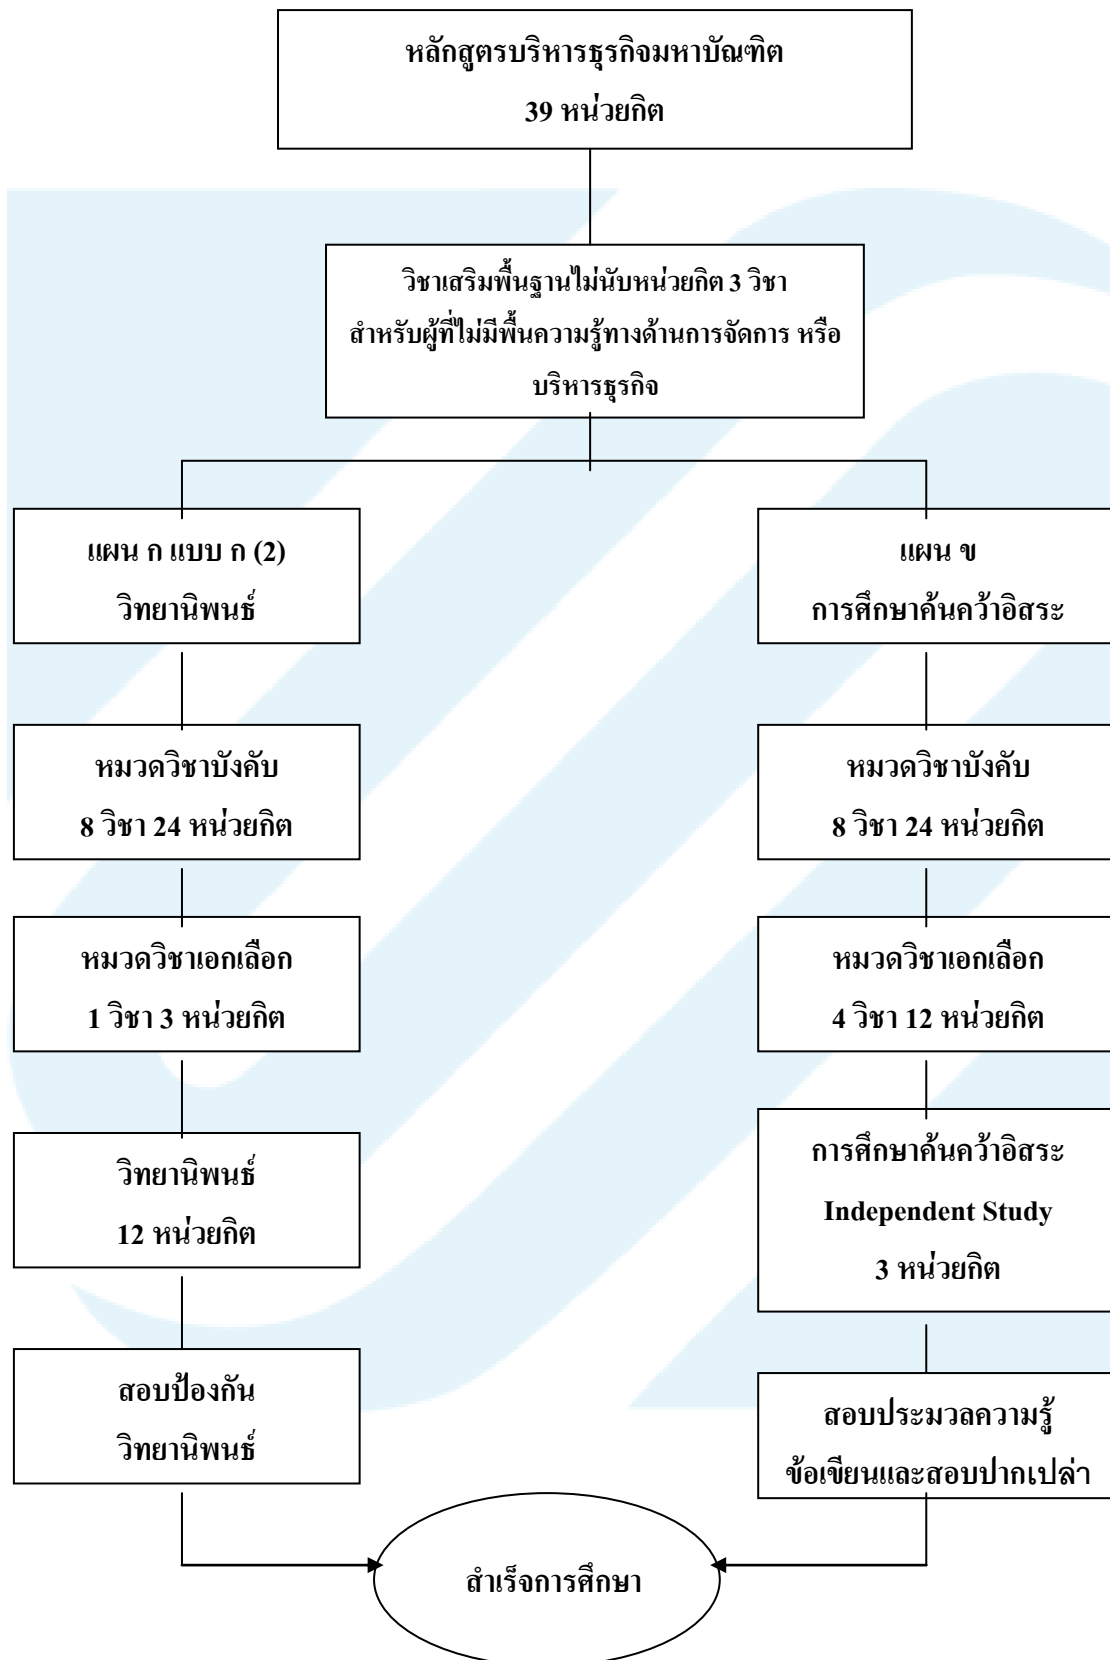 หลักสูตรบริหารธุรกิจมหาบัณฑิต
39 หน่วยกิต
วิชาเสริมพื้นฐานไม่นับหน่วยกิต 3 วิชา
สำหรับผู้ที่ไม่มีพื้นความรู้ทางด้านการจัดการ หรือ
บริหารธุรกิจ
แผน ก แบบ ก (2)
วิทยานิพนธ์
หมวดวิชาบังคับ
8 วิชา 24 หน่วยกิต
หมวดวิชาเอกเลือก
1 วิชา 3 หน่วยกิต
วิทยานิพนธ์
12 หน่วยกิต
สอบป้องกัน
วิทยานิพนธ์
แผน ข
การศึกษาค้นคว้าอิสระ
หมวดวิชาบังคับ
8 วิชา 24 หน่วยกิต
หมวดวิชาเอกเลือก
4 วิชา 12 หน่วยกิต
การศึกษาค้นคว้าอิสระ
Independent Study
3 หน่วยกิต
สอบประมวลความรู้
ข้อเขียนและสอบปากเปล่า
สำเร็จการศึกษา